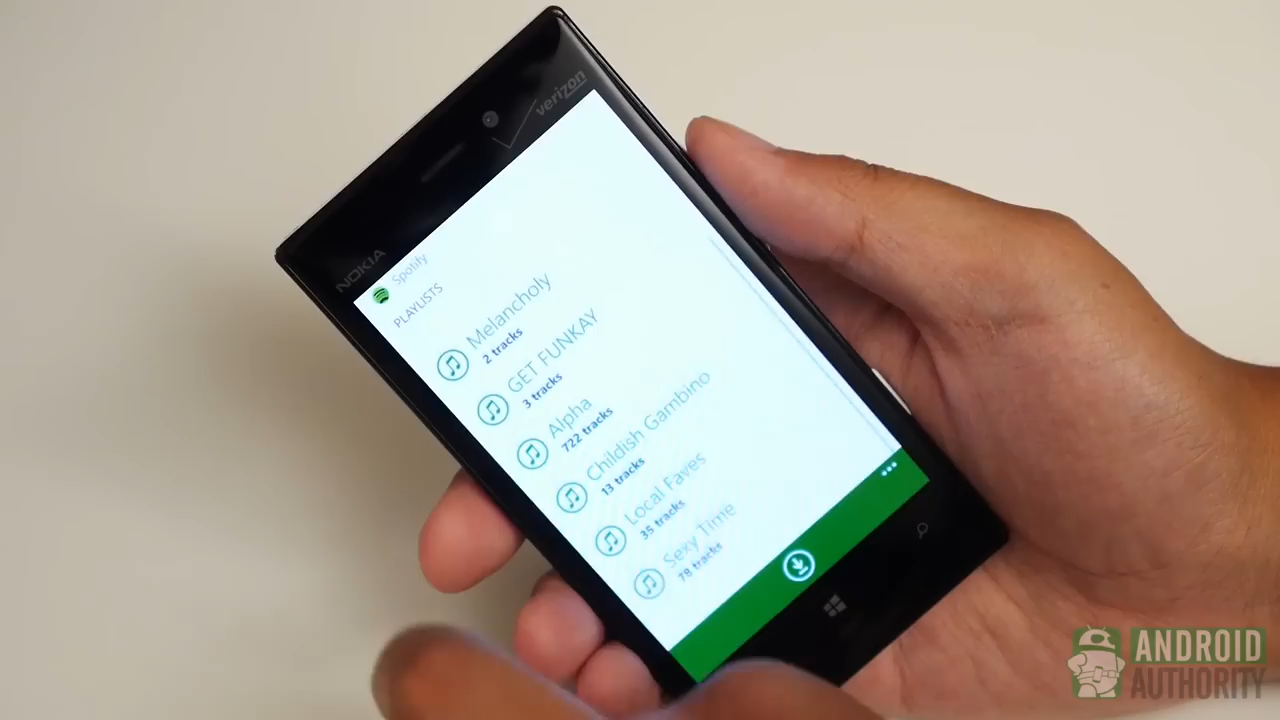 verizon
NOKIA
Spotify
PLAYLISTS
Melancholy
2 tracks
GET FUNKAY
3 tracks
Alpha
722 tracks
Childish Gambino
13 tracks
Local Faves
35 tracks
Sexy Time
78 tracks
ANDROID
AUTHORITY